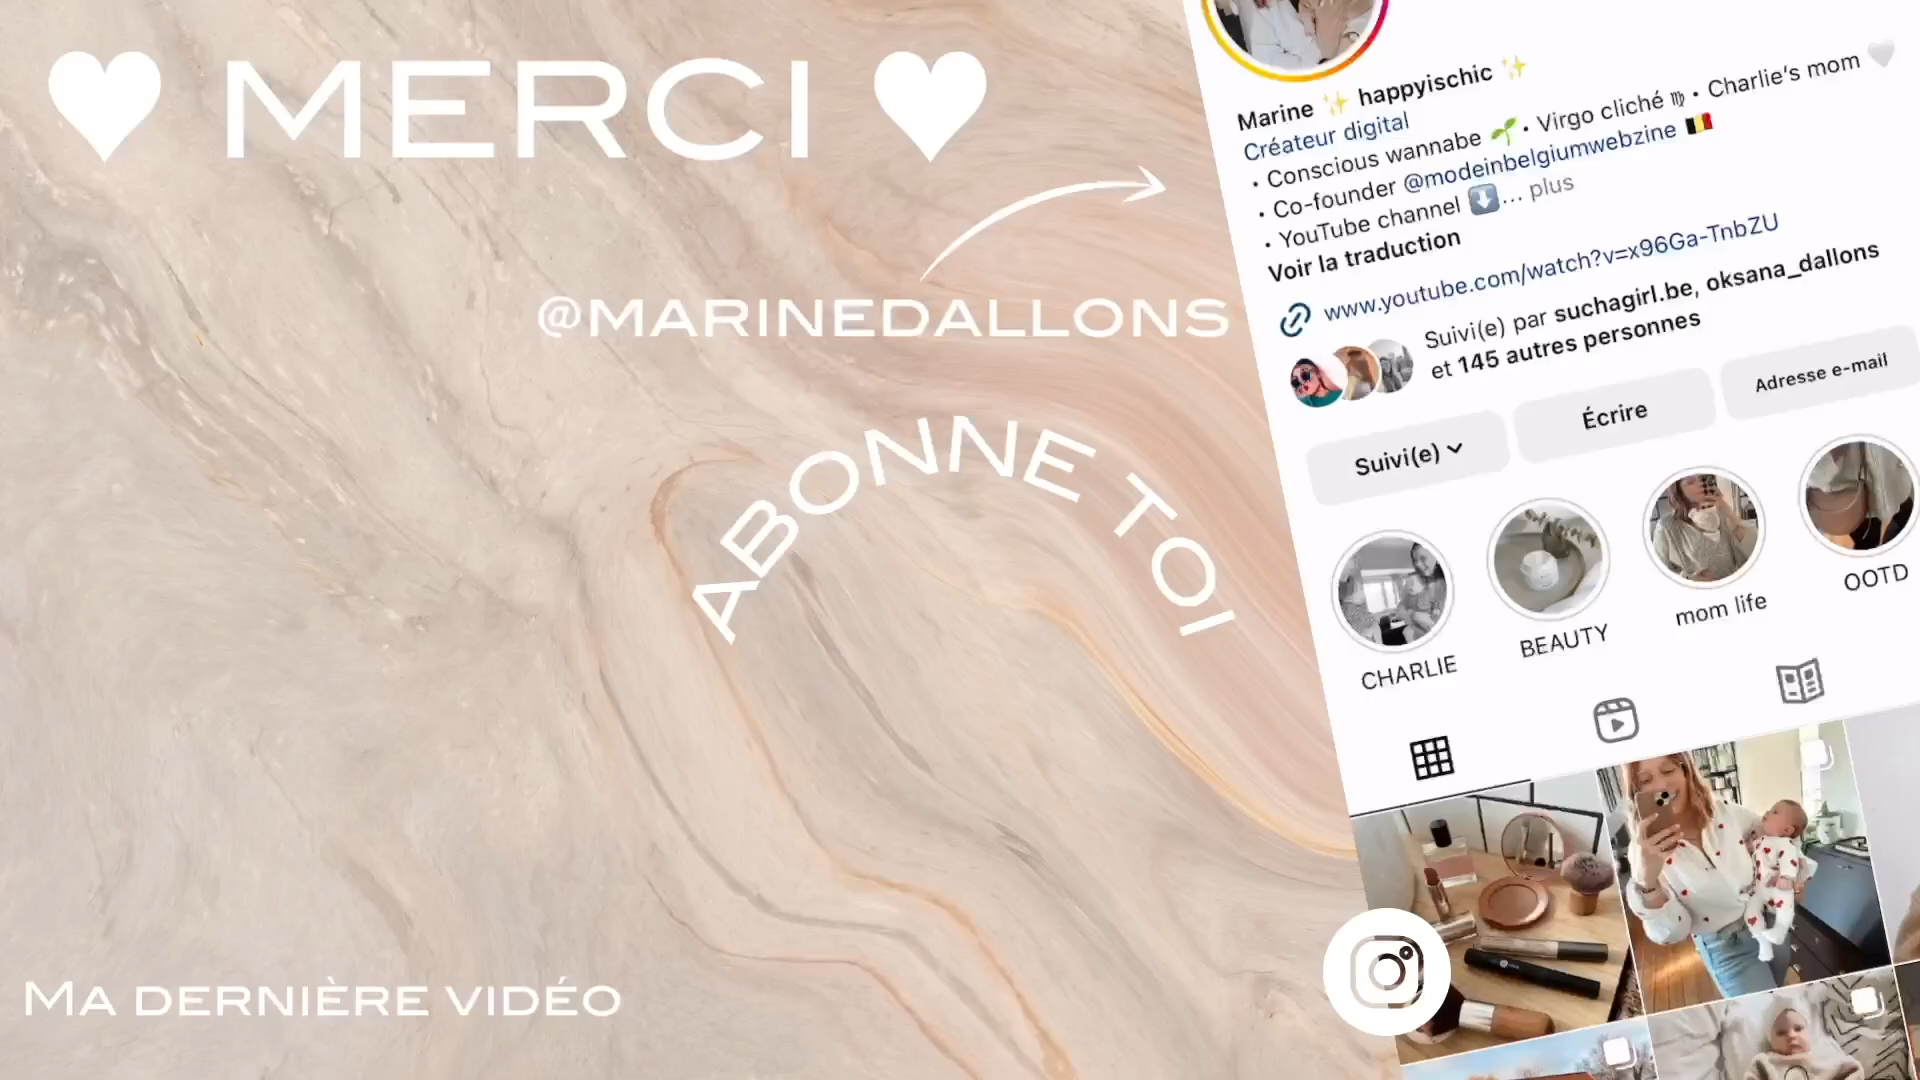 ♥ MERCI ♥
@MARINEDALLONS
ABONNE TOI
MA DERNIÈRE VIDÉO
Marine ✨ happyischic ✨
Créateur digital
• Conscious wannabe 🌱 • Virgo cliché ♍ • Charlie's mom 🤍
• Co-founder @modeinbelgiumwebzine 🇧🇪
• YouTube channel ⬇️... plus
Voir la traduction
www.youtube.com/watch?v=x96Ga-TnbZU
Suivi(e) par suchagirl.be, oksana_dallons
et 145 autres personnes
Suivi(e)
Écrire
Adresse e-mail
CHARLIE
BEAUTY
mom life
OOTD